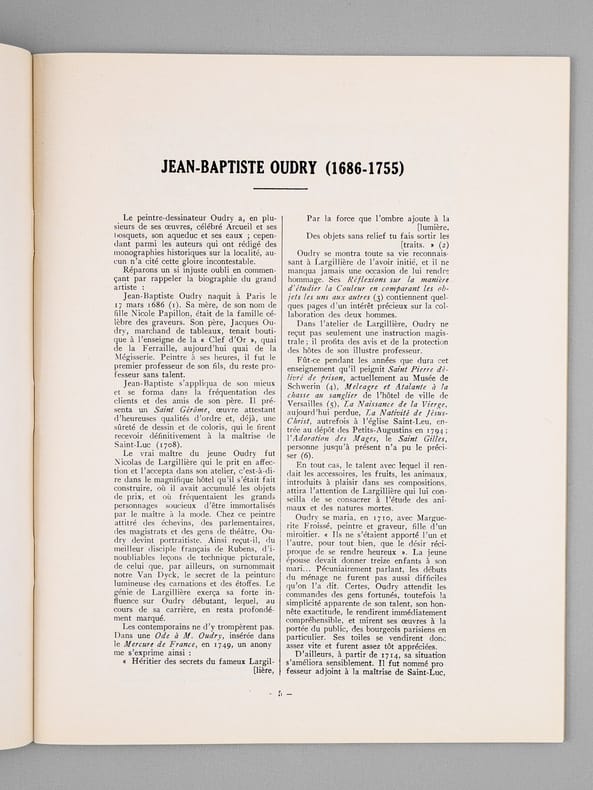 JEAN-BAPTISTE OUDRY (1686-1755)
Le peintre-dessinateur Oudry a, en plu-
sieurs de ses œuvres, célébré Arcueil et ses
bosquets, son aqueduc et ses eaux ; cepen-
dant parmi les auteurs qui ont rédigé des
monographies historiques sur la localité, au-
cun n'a cité cette gloire incontestable.
Réparons un si injuste oubli en commen-
çant par rappeler la biographie du grand
artiste :
Jean-Baptiste Oudry naquit à Paris le
17 mars 1686 (1). Sa mère, de son nom de
fille Nicole Papillon, était de la famille cé-
lèbre des graveurs. Son père, Jacques Ou-
dry, marchand de tableaux, tenait bouti-
que à l'enseigne de la « Clef d'Or », quai
de la Ferraille, aujourd'hui quai de la
Mégisserie. Peintre à ses heures, il fut le
premier professeur de son fils, du reste pro-
fesseur sans talent.
Jean-Baptiste s'appliqua de son mieux
et se forma dans la fréquentation des
clients et des amis de son père. Il pré-
senta un Saint Gérôme, œuvre attestant
d'heureuses qualités d'ordre et, déjà, une
sûreté de dessin et de coloris, qui le firent
recevoir définitivement à la maîtrise de
Saint-Luc (1708).
Le vrai maître du jeune Oudry fut
Nicolas de Largillière qui le prit en affec-
tion et l'accepta dans son atelier, c'est-à-di-
re dans le magnifique hôtel qu'il s'était fait
construire, où il avait accumulé les objets
de prix, et où fréquentaient les grands
personnages soucieux d'être immortalisés
par le maître à la mode. Chez ce peintre
attitré des échevins, des parlementaires,
des magistrats et des gens de théâtre, Ou-
dry devint portraitiste. Ainsi reçut-il, du
meilleur disciple français de Rubens, d'i-
noubliables leçons de technique picturale,
de celui que, par ailleurs, on surnommait
notre Van Dyck, le secret de la peinture
lumineuse des carnations et des étoffes. Le
génie de Largillière exerça sa forte in-
fluence sur Oudry débutant, lequel, au
cours de sa carrière, en resta profondé-
ment marqué.
Les contemporains ne d'y trompèrent pas.
Dans une Ode à M. Oudry, insérée dans
le Mercure de France, en 1749, un anony
me s'exprime ainsi :
« Héritier des secrets du fameux Largil-
[lière,
Par la force que l'ombre ajoute à la
[lumière,
Des objets sans relief tu fais sortir les
[traits. » (2)
Oudry se montra toute sa vie reconnais-
sant à Largillière de l'avoir initié, et il ne
manqua jamais une occasion de lui rendre
hommage. Ses Réflexions sur la manière
d'étudier la Couleur en comparant les ob-
jets les uns aux autres (3) contiennent quel-
ques pages d'un intérêt précieux sur la col-
laboration des deux hommes.
Dans l'atelier de Largillière, Oudry ne
reçut pas seulement une instruction magis-
trale ; il profita des avis et de la protection
des hôtes de son illustre professeur.
Fût-ce pendant les années que dura cet
enseignement qu'il peignit Saint Pierre dé-
livré de prison, actuellement au Musée de
Schwerin (4), Méleagre et Atalante à la
chasse au sanglier de l'hôtel de ville de
Versailles (5), La Naissance de la Vierge,
aujourd'hui perdue, La Nativité de Jésus-
Christ, autrefois à l'église Saint-Leu, en-
trée au dépôt des Petits-Augustins en 1794 ;
l'Adoration des Mages, le Saint Gilles,
personne jusqu'à présent n'a pu le préci-
ser (6).
En tout cas, le talent avec lequel il ren-
dait les accessoires, les fruits, les animaux,
introduits à plaisir dans ses compositions,
attira l'attention de Largillière qui lui con-
seilla de se consacrer à l'étude des ani-
maux et des natures mortes.
Oudry se maria, en 1710, avec Margue-
rite Froissé, peintre et graveur, fille d'un
miroitier. « Ils ne s'étaient apporté l'un et
l'autre, pour tout bien, que le désir réci-
proque de se rendre heureux ». La jeune
épouse devait donner treize enfants à son
mari... Pécuniairement parlant, les débuts
du ménage ne furent pas aussi difficiles
qu'on l'a dit. Certes, Oudry attendit les
commandes des gens fortunés, toutefois la
simplicité apparente de son talent, son hon-
nête exactitude, le rendirent immédiatement
compréhensible, et mirent ses œuvres à la
portée du public, des bourgeois parisiens en
particulier. Ses toiles se vendirent donc
assez vite et furent assez tôt appréciées.
D'ailleurs, à partir de 1714, sa situation
s'améliora sensiblement. Il fut nommé pro
fesseur adjoint à la maîtrise de Saint-Luc,
- 5 -